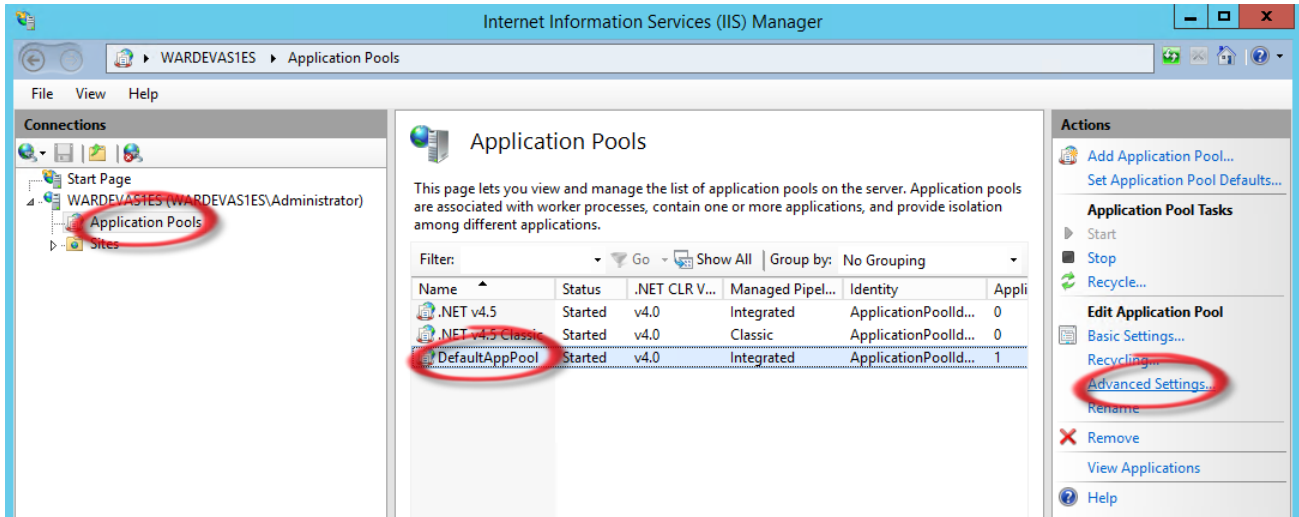 Internet Information Services (IIS) Manager
WARDEVAS1ES Application Pools
File View Help
Connections
Start Page
WARDEVAS1ES (WARDEVAS1ES\Administrator)
Application Pools
Sites
Application Pools
This page lets you view and manage the list of application pools on the server. Application pools
are associated with worker processes, contain one or more applications, and provide isolation
among different applications.
Filter: Go Show All Group by: No Grouping
Name Status .NET CLR V... Managed Pipel... Identity Appli
.NET v4.5 Started v4.0 Integrated ApplicationPoolId... 0
.NET v4.5 Classic Started v4.0 Classic ApplicationPoolId... 0
DefaultAppPool Started v4.0 Integrated ApplicationPoolId... 1
Actions
Add Application Pool...
Set Application Pool Defaults...
Application Pool Tasks
Start
Stop
Recycle...
Edit Application Pool
Basic Settings...
Recycling...
Advanced Settings...
Rename
Remove
View Applications
Help